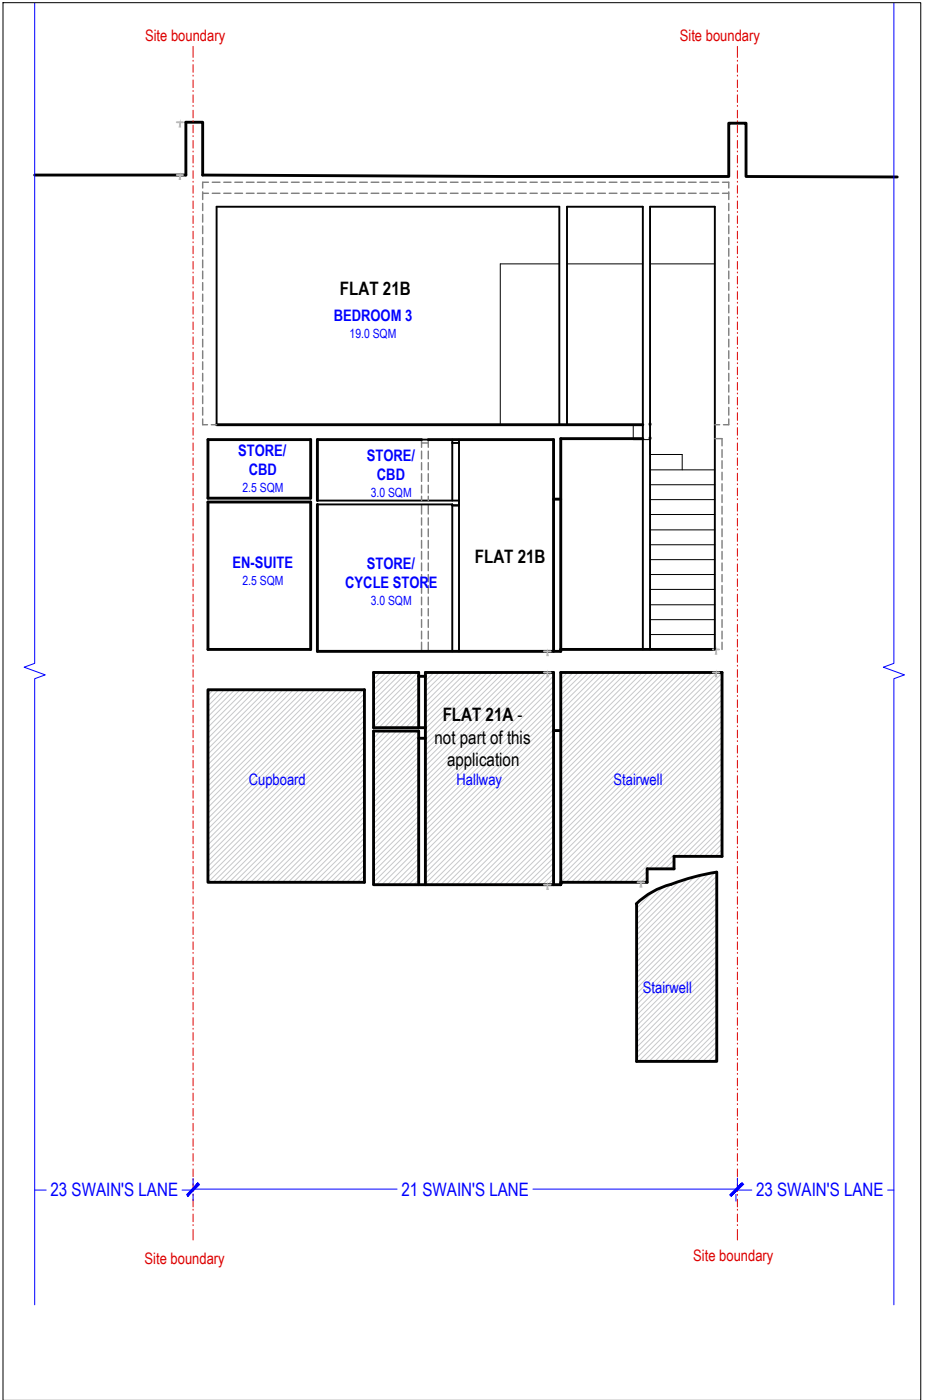 Site boundary
Site boundary
FLAT 21B
BEDROOM 3
19.0 SQM
STORE/
CBD
2.5 SQM
STORE/
CBD
3.0 SQM
EN-SUITE
2.5 SQM
STORE/
CYCLE STORE
3.0 SQM
FLAT 21B
FLAT 21A -
not part of this
application
Cupboard
Hallway
Stairwell
Stairwell
23 SWAIN'S LANE
21 SWAIN'S LANE
23 SWAIN'S LANE
Site boundary
Site boundary